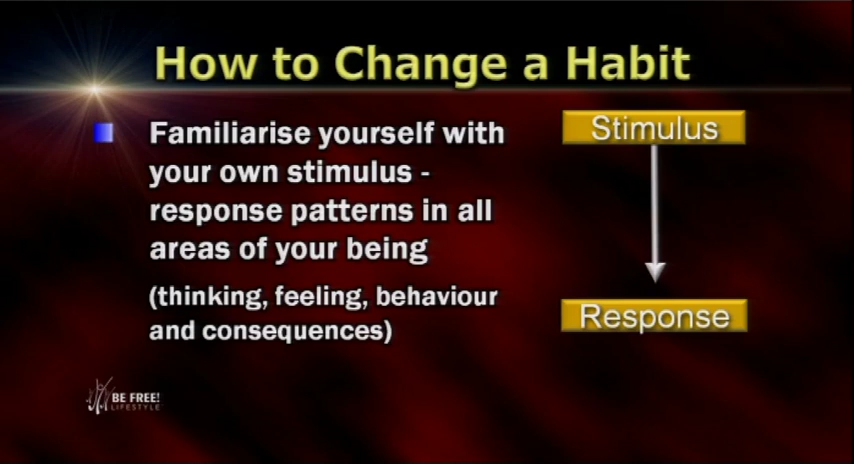 How to Change a Habit
Familiarise yourself with
your own stimulus -
response patterns in all
areas of your being
(thinking, feeling, behaviour
and consequences)
Stimulus
Response
BE FREE!
LIFESTYLE